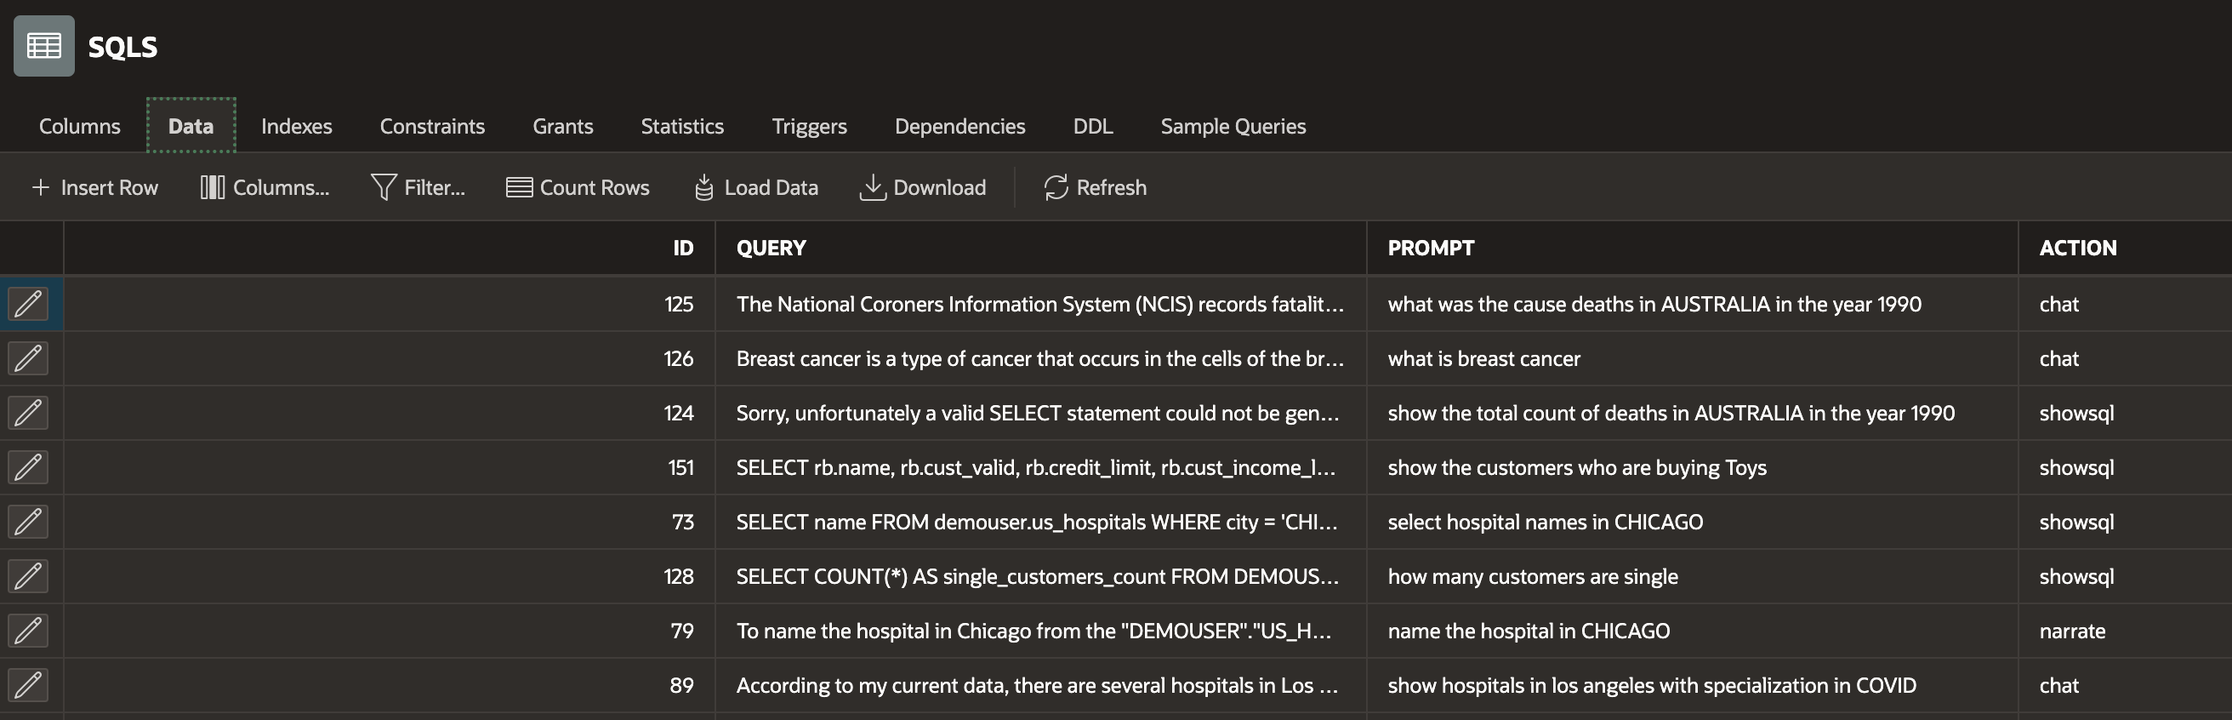 SQLS
Columns Data Indexes Constraints Grants Statistics Triggers Dependencies DDL Sample Queries
+ Insert Row Columns... Filter... Count Rows Load Data Download Refresh
ID QUERY PROMPT ACTION
125 The National Coroners Information System (NCIS) records fatalit... what was the cause deaths in AUSTRALIA in the year 1990 chat
126 Breast cancer is a type of cancer that occurs in the cells of the br... what is breast cancer chat
124 Sorry, unfortunately a valid SELECT statement could not be gen... show the total count of deaths in AUSTRALIA in the year 1990 showsql
151 SELECT rb.name, rb.cust_valid, rb.credit_limit, rb.cust_income_l... show the customers who are buying Toys showsql
73 SELECT name FROM demouser.us_hospitals WHERE city = 'CHI... select hospital names in CHICAGO showsql
128 SELECT COUNT(*) AS single_customers_count FROM DEMOUS... how many customers are single showsql
79 To name the hospital in Chicago from the "DEMOUSER"."US_H... name the hospital in CHICAGO narrate
89 According to my current data, there are several hospitals in Los ... show hospitals in los angeles with specialization in COVID chat